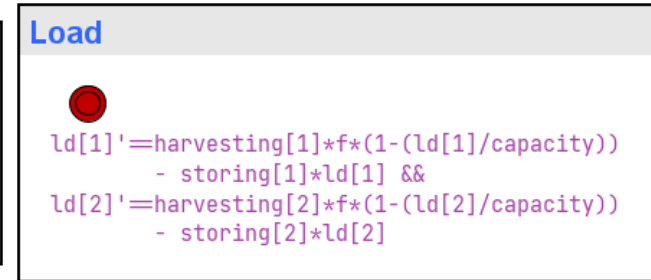 Load
ld[1]'==harvesting[1]*f*(1-(ld[1]/capacity))
- storing[1]*ld[1] &&
ld[2]'==harvesting[2]*f*(1-(ld[2]/capacity))
- storing[2]*ld[2]